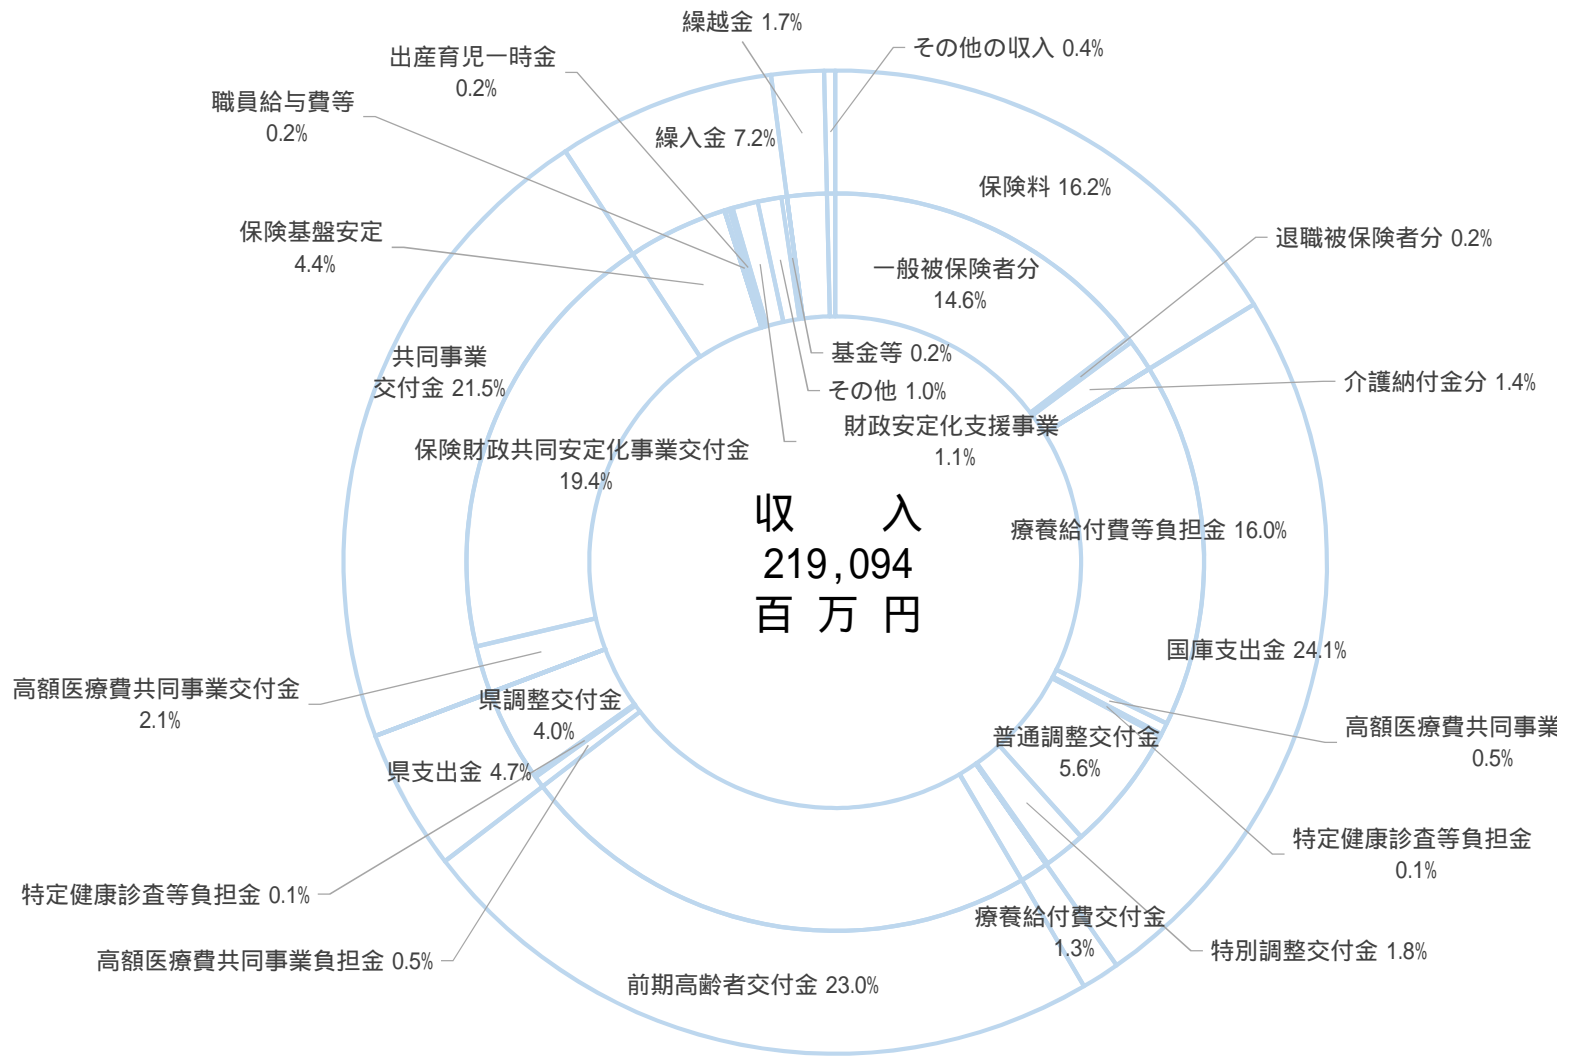 繰越金 1.7%
その他の収入 0.4%
出産育児一時金
0.2%
職員給与費等
0.2%
繰入金 7.2%
保険料 16.2%
保険基盤安定
4.4%
退職被保険者分 0.2%
一般被保険者分
14.6%
基金等 0.2%
その他 1.0%
財政安定化支援事業
1.1%
介護納付金分 1.4%
共同事業
交付金 21.5%
保険財政共同安定化事業交付金
19.4%
収 入
219,094
百 万 円
療養給付費等負担金 16.0%
国庫支出金 24.1%
高額医療費共同事業交付金
2.1%
県調整交付金
4.0%
県支出金 4.7%
普通調整交付金
5.6%
高額医療費共同事業
0.5%
特定健康診査等負担金
0.1%
特定健康診査等負担金 0.1%
高額医療費共同事業負担金 0.5%
療養給付費交付金
1.3%
特別調整交付金 1.8%
前期高齢者交付金 23.0%